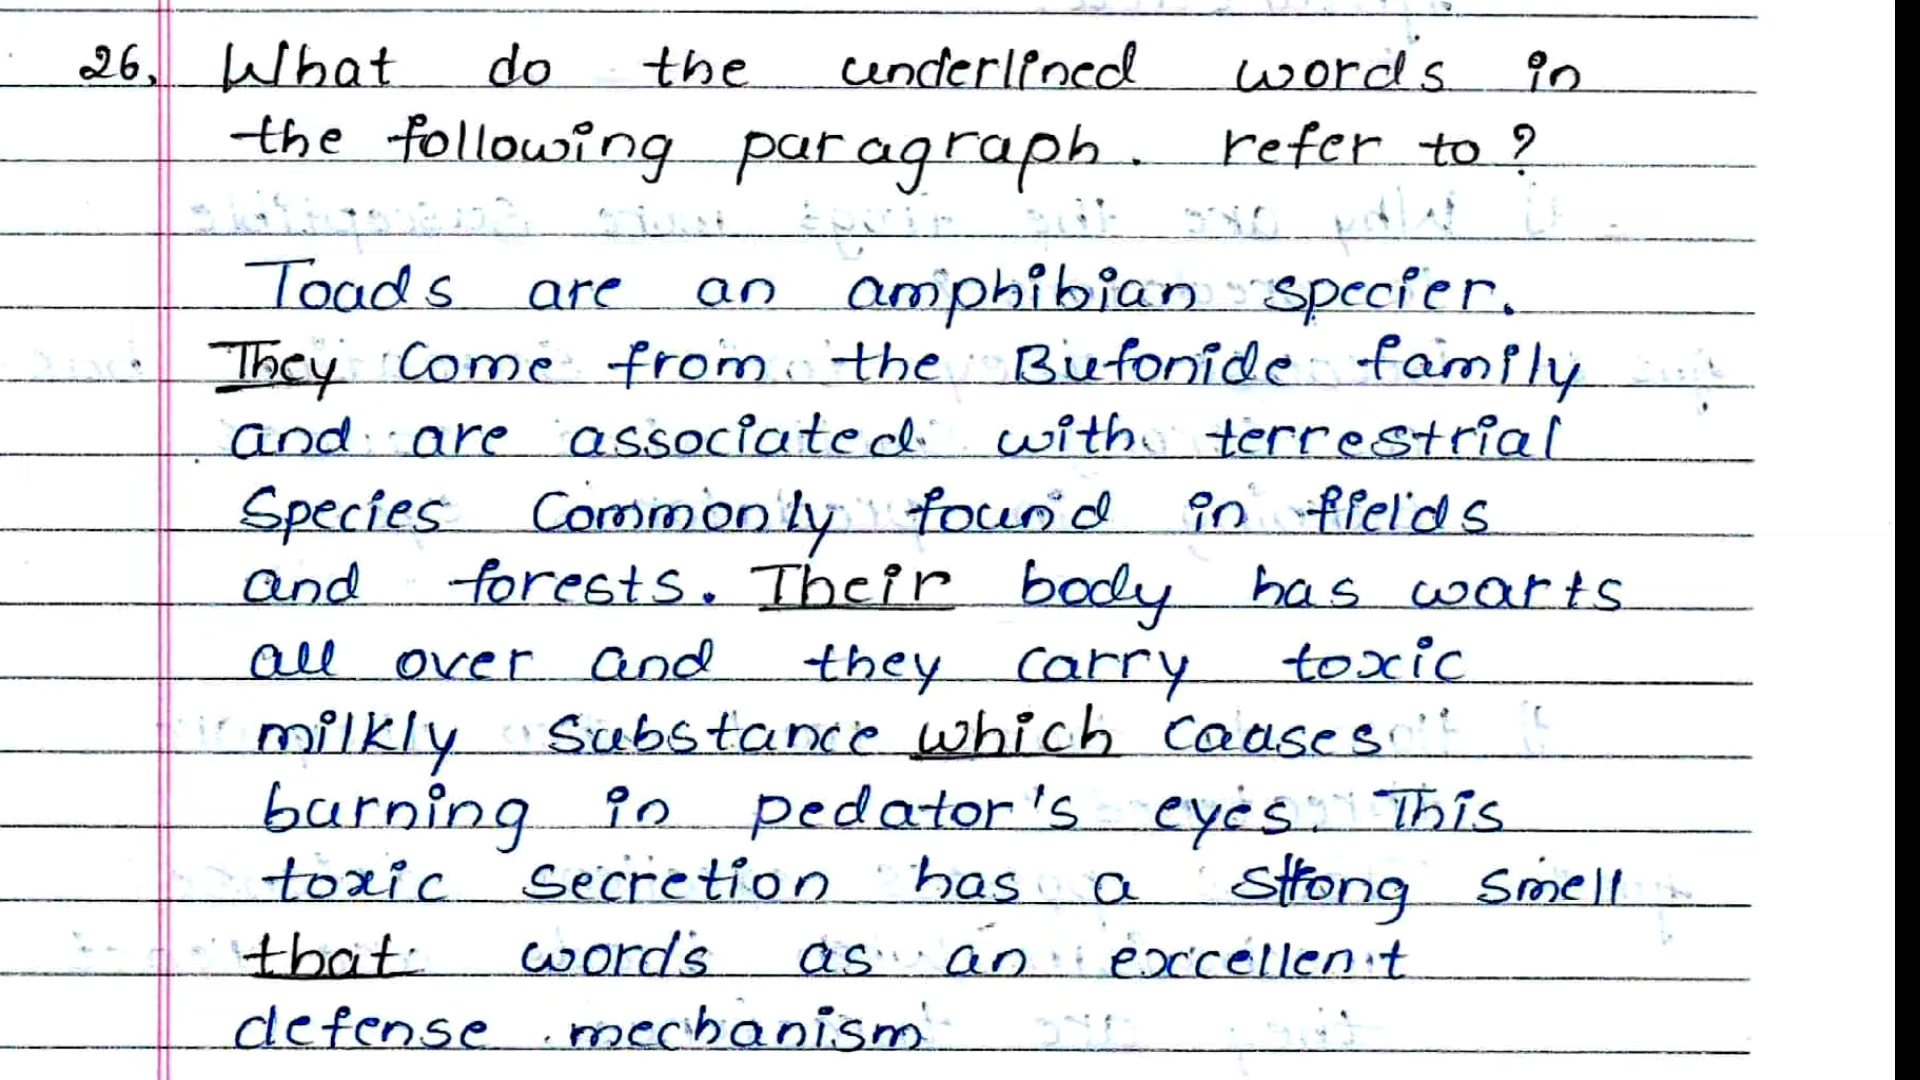 26. What do the underlined words in
the following paragraph. refer to?
Toads are an amphibian specier.
They come from the Bufonide family
and are associated with terrestrial
Species Commonly found in fields
and forests. Their body has warts
all over and they carry toxic
milkly substance which causes
burning in pedator's eyes. This
toxic secretion has a strong smell
that words as an excellent
defense mechanism